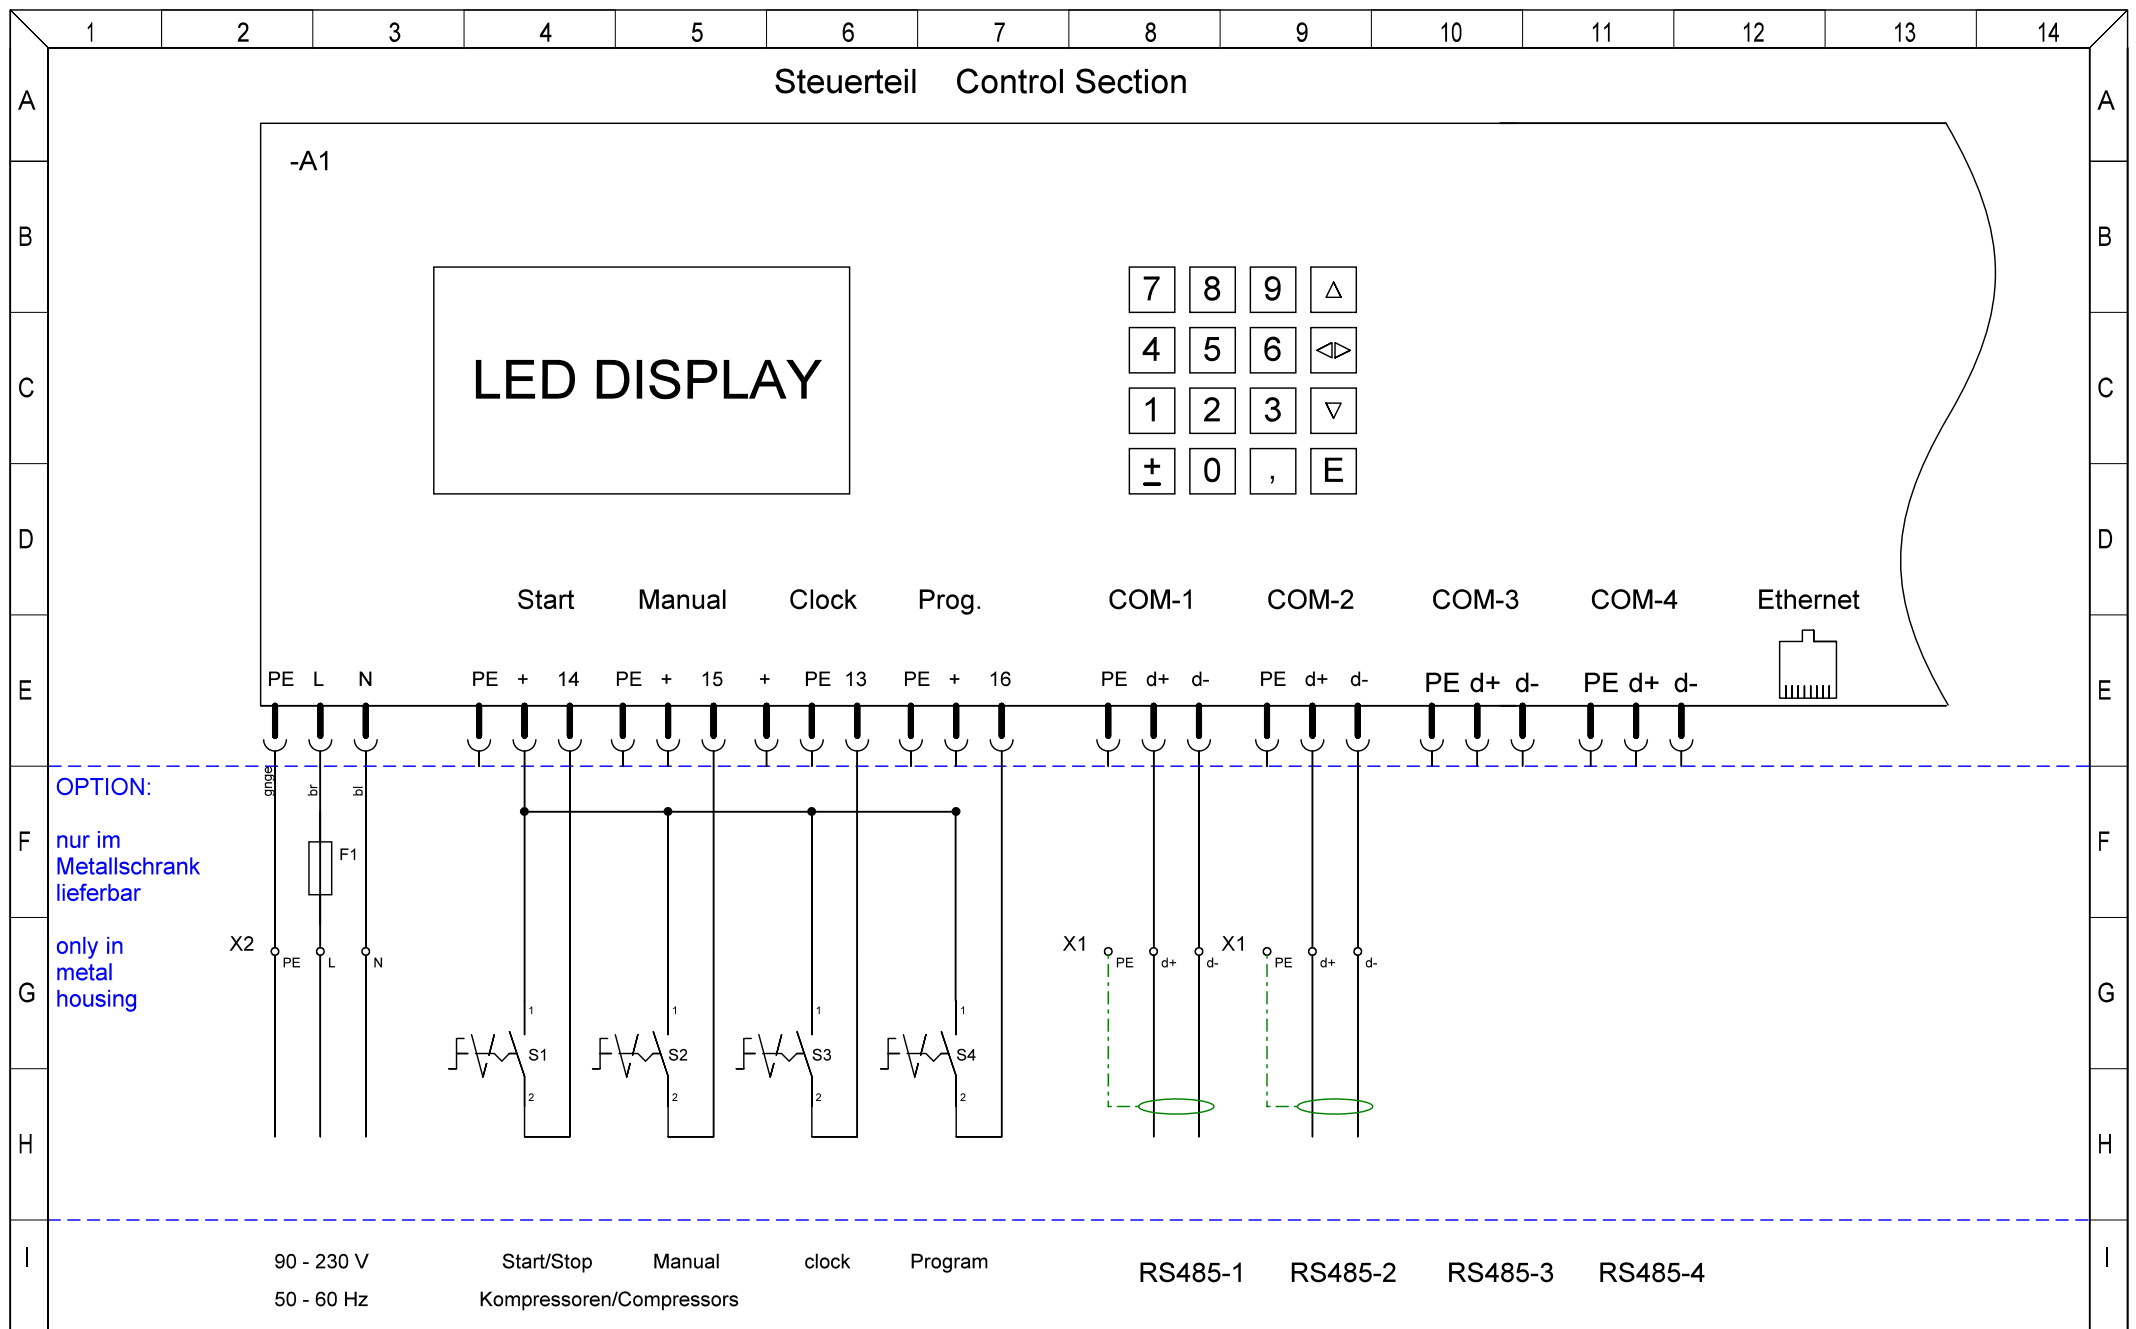 1 2 3 4 5 6 7 8 9 10 11 12 13 14
Steuerteil Control Section
A A
-A1
B B
7 8 9
4 5 6
LED DISPLAY
C C
1 2 3
± 0 , E
D D
Start Manual Clock Prog. COM-1 COM-2 COM-3 COM-4 Ethernet
PE L N PE + 14 PE + 15 + PE 13 PE + 16 PE d+ d- PE d+ d- PE d+ d- PE d+ d-
E E
gnge br bl
OPTION:
F F
nur im
Metallschrank
lieferbar
F1
only in
metal
housing
X2 PE L N
X1 PE d+ d- X1 PE d+ d-
G G
1 1 1 1
S1 S2 S3 S4
2 2 2 2
H H
I I
90 - 230 V Start/Stop Manual clock Program RS485-1 RS485-2 RS485-3 RS485-4
50 - 60 Hz Kompressoren/Compressors